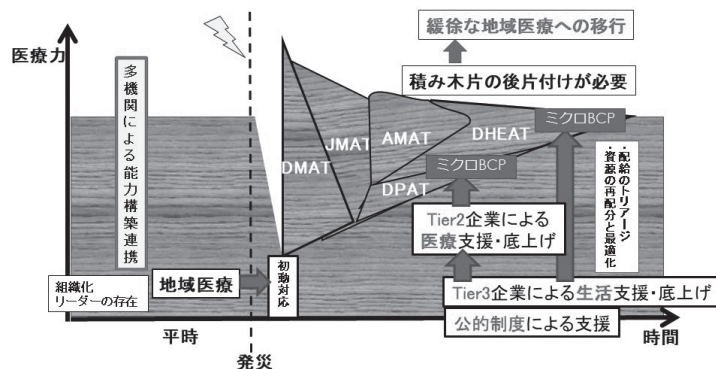 緩徐な地域医療への移行
医療力
積み木片の後片付けが必要
多機関による能力構築連携
JMAT
AMAT
DHEAT
ミクロBCP
DMAT
ミクロBCP
DPAT
・配給のトリアージ
・資源の再配分と最適化
Tier2企業による
医療支援・底上げ
初動対応
組織化
リーダーの存在
地域医療
Tier3企業による生活支援・底上げ
公的制度による支援
平時
発災
時間